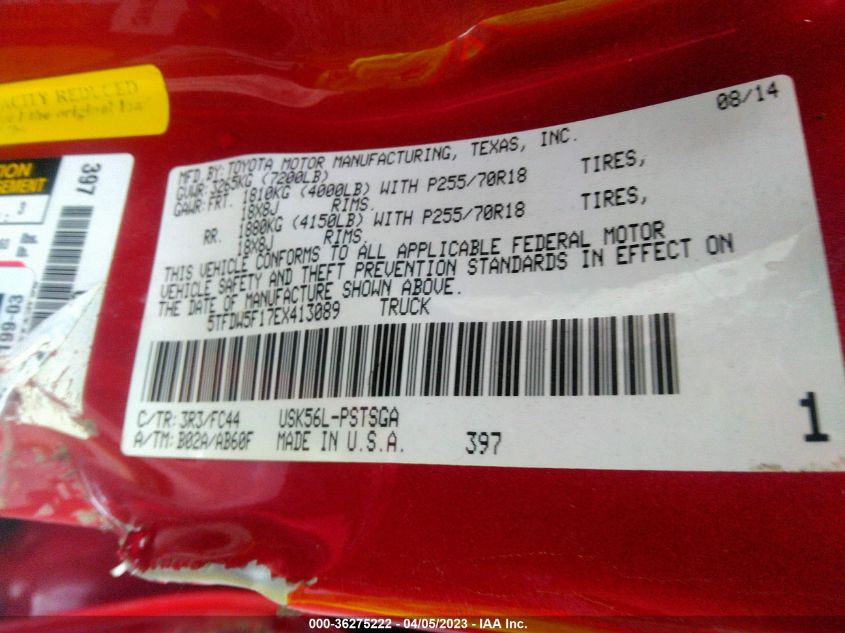 ACITY REDUCED
08/14
MFD.BY: TOYOTA MOTOR MANUFACTURING, TEXAS, INC.
GVWR: 3265KG (7200LB)
GAWR: FRT. 1810KG (4000LB) WITH P255/70R18 TIRES,
18X8J RIMS.
RR. 1880KG (4150LB) WITH P255/70R18 TIRES,
18X8J RIMS.
THIS VEHICLE CONFORMS TO ALL APPLICABLE FEDERAL MOTOR
VEHICLE SAFETY AND THEFT PREVENTION STANDARDS IN EFFECT ON
THE DATE OF MANUFACTURE SHOWN ABOVE.
5TFDW5F17EX413089 TRUCK
C/TR: 3R3/FC44 USK56L-PSTSGA
A/TM: B02A/AB60F MADE IN U.S.A. 397
1
397
199-03
000-36275222 - 04/05/2023 - IAA Inc.